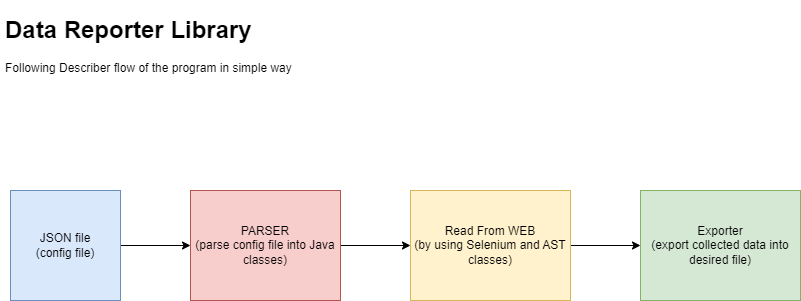 Data Reporter Library
Following Describer flow of the program in simple way
JSON file
(config file)
PARSER
(parse config file into Java
classes)
Read From WEB
(by using Selenium and AST
classes)
Exporter
(export collected data into
desired file)